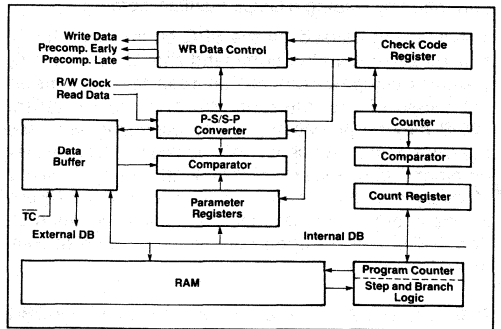 Write Data
Precomp. Early
Precomp. Late
WR Data Control
Check Code
Register
R/W Clock
Read Data
P-S/S-P
Converter
Counter
Data
Buffer
Comparator
Comparator
Parameter
Registers
Count Register
TC
External DB
Internal DB
RAM
Program Counter
Step and Branch
Logic